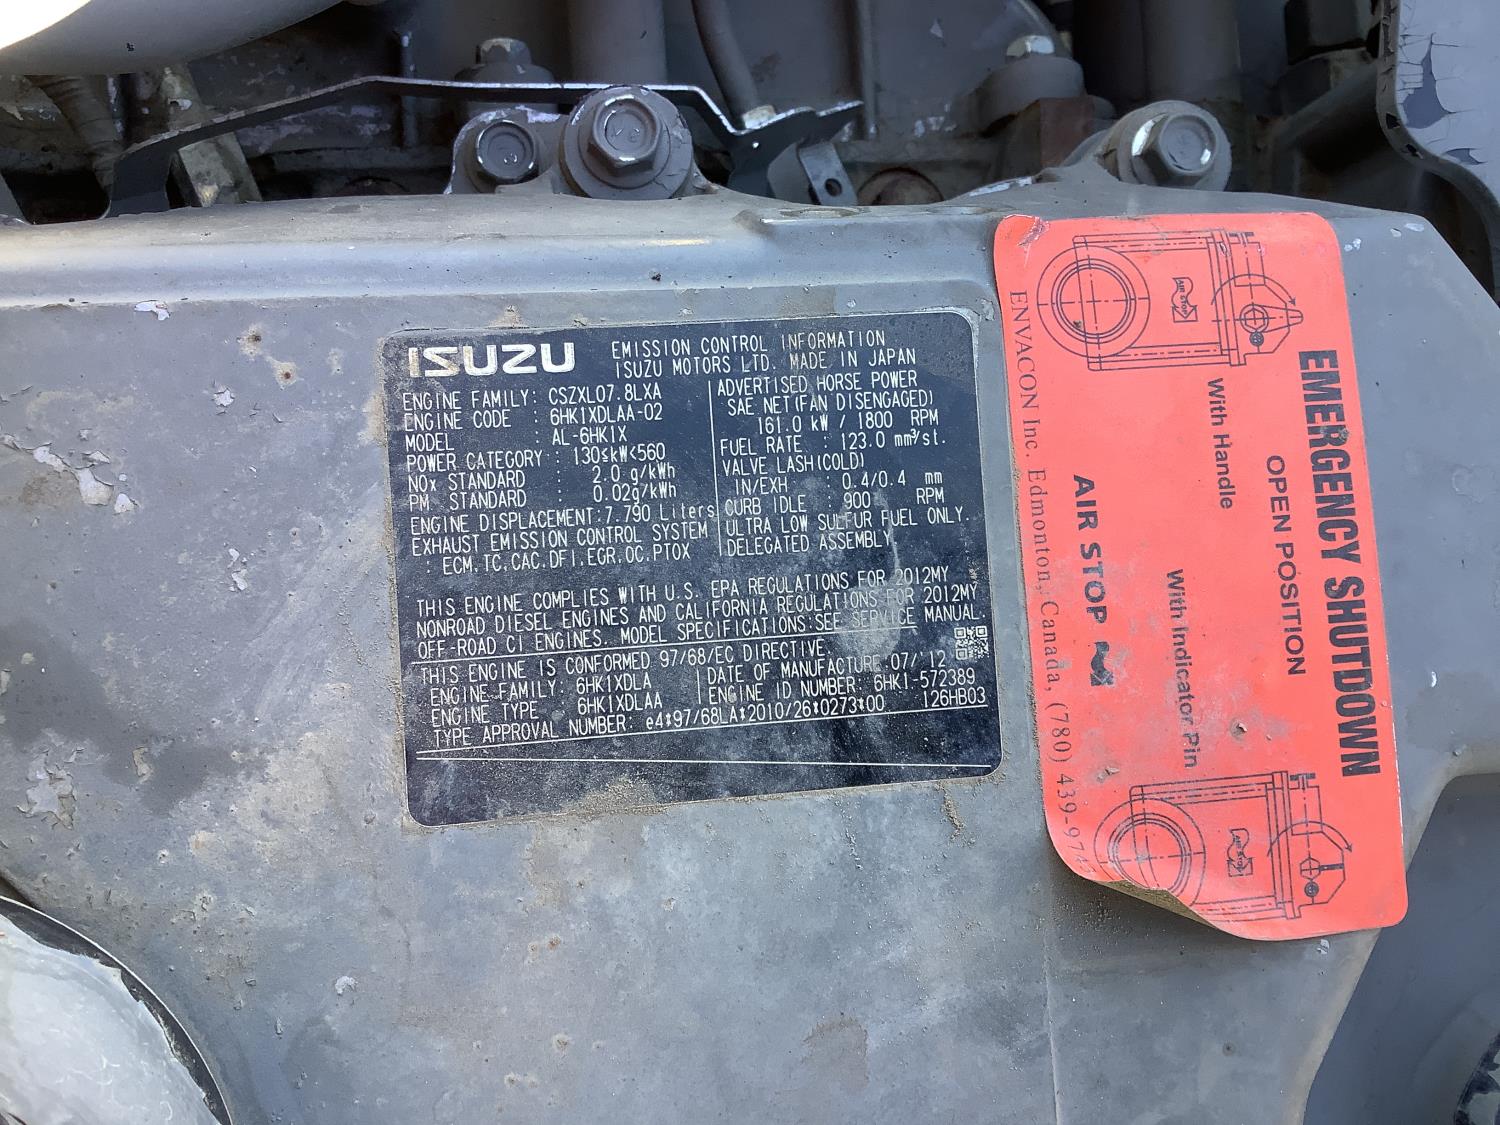 ISUZU
EMISSION CONTROL INFORMATION
ISUZU MOTORS LTD. MADE IN JAPAN
ENGINE FAMILY: CSZXL07.8LXA
ENGINE CODE : 6HK1XDLAA-02
MODEL : AL-6HK1X
POWER CATEGORY : 130≦kW<560
NOx STANDARD : 2.0 g/kWh
PM STANDARD : 0.02g/kWh
ENGINE DISPLACEMENT:7.790 Liters
EXHAUST EMISSION CONTROL SYSTEM
: ECM,TC,CAC,DFI,EGR,OC,PTOX
ADVERTISED HORSE POWER
SAE NET(FAN DISENGAGED)
161.0 kW / 1800 RPM
FUEL RATE : 123.0 mm³/st.
VALVE LASH(COLD)
IN/EXH : 0.4/0.4 mm
CURB IDLE : 900 RPM
ULTRA LOW SULFUR FUEL ONLY.
DELEGATED ASSEMBLY
THIS ENGINE COMPLIES WITH U.S. EPA REGULATIONS FOR 2012MY
NONROAD DIESEL ENGINES AND CALIFORNIA REGULATIONS FOR 2012MY
OFF-ROAD CI ENGINES. MODEL SPECIFICATIONS:SEE SERVICE MANUAL.
THIS ENGINE IS CONFORMED 97/68/EC DIRECTIVE
ENGINE FAMILY: 6HK1XDLA
ENGINE TYPE : 6HK1XDLAA
DATE OF MANUFACTURE:07/'12
ENGINE ID NUMBER: 6HK1-572389
TYPE APPROVAL NUMBER: e4*97/68LA*2010/26*0273*00
126HB03
EMERGENCY SHUTDOWN
OPEN POSITION
With Handle
With Indicator Pin
AIR STOP
AIR STOP
AIR STOP
ENVACON Inc. Edmonton, Canada, (780) 439-97